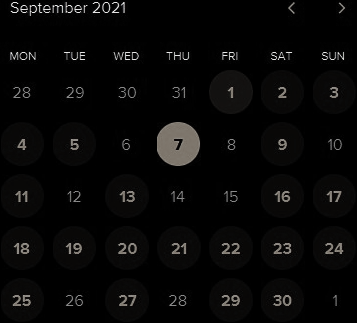 September 2021
MON TUE WED THU FRI SAT SUN
28 29 30 31 1 2 3
4 5 6 7 8 9 10
11 12 13 14 15 16 17
18 19 20 21 22 23 24
25 26 27 28 29 30 1